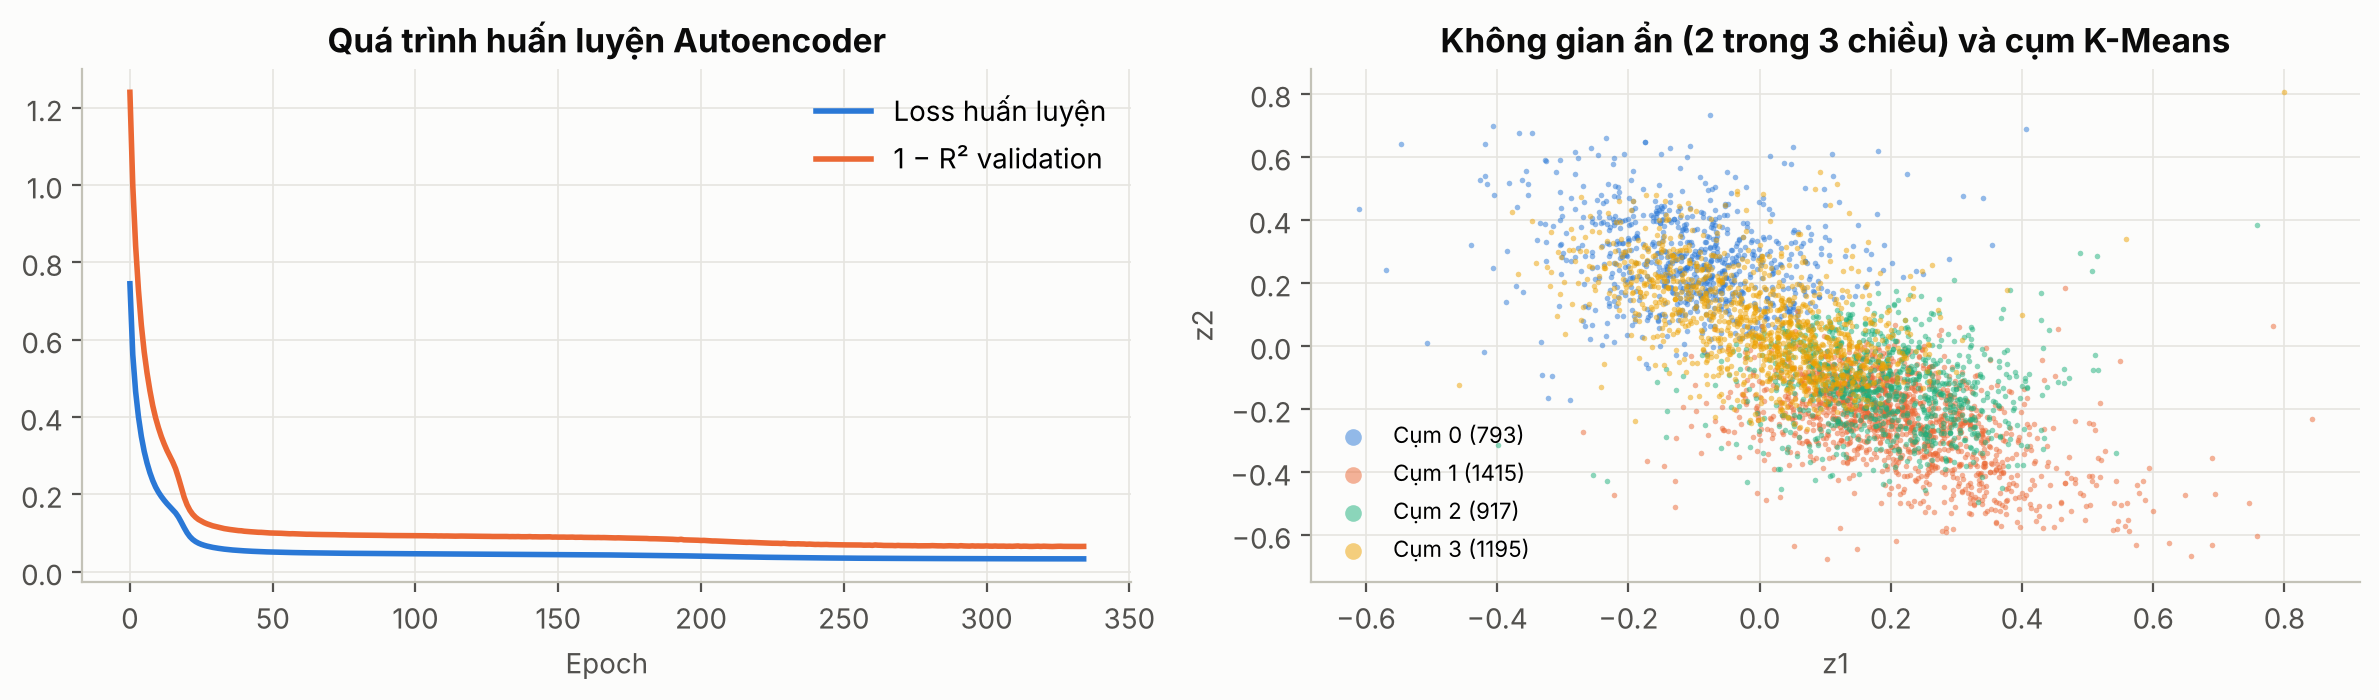 Quá trình huấn luyện Autoencoder
1.2
1.0
0.8
0.6
0.4
0.2
0.0
Loss huấn luyện
1 − R² validation
0 50 100 150 200 250 300 350
Epoch
Không gian ẩn (2 trong 3 chiều) và cụm K-Means
z2
0.8
0.6
0.4
0.2
0.0
−0.2
−0.4
−0.6
Cụm 0 (793)
Cụm 1 (1415)
Cụm 2 (917)
Cụm 3 (1195)
−0.6 −0.4 −0.2 0.0 0.2 0.4 0.6 0.8
z1